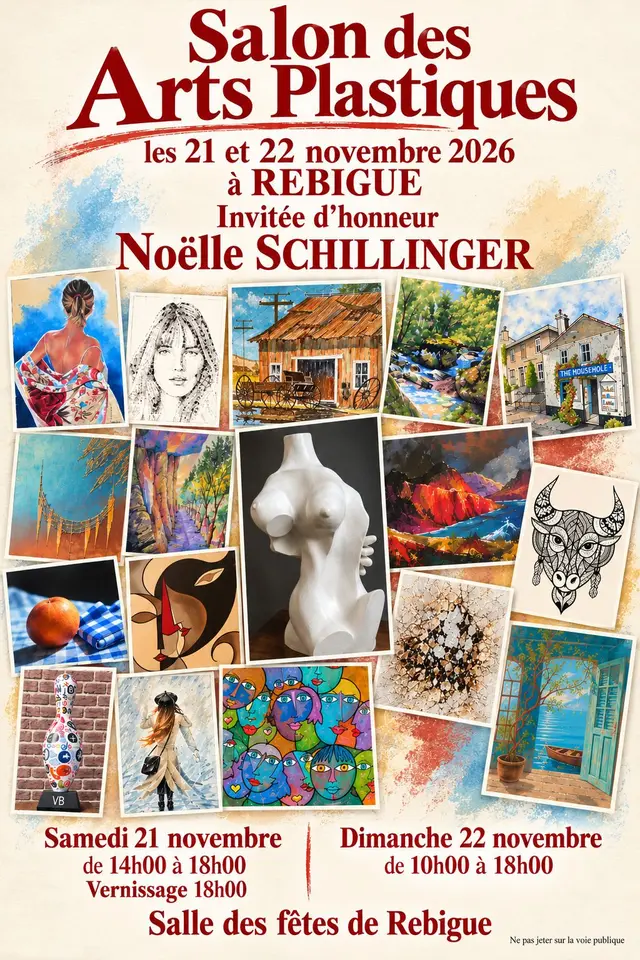 Salon des
Arts Plastiques
les 21 et 22 novembre 2026
à REBIGUE
Invitée d'honneur
Noëlle SCHILLINGER
THE MOUSEHOLE
VB
Samedi 21 novembre
de 14h00 à 18h00
Vernissage 18h00
Dimanche 22 novembre
de 10h00 à 18h00
Salle des fêtes de Rebigue
Ne pas jeter sur la voie publique